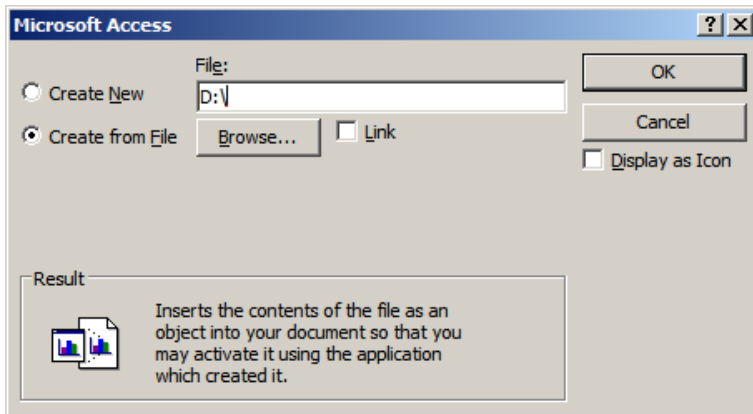 Microsoft Access
File:
Create New
D:\
OK
Create from File
Browse...
Link
Cancel
Display as Icon
Result
Inserts the contents of the file as an
object into your document so that you
may activate it using the application
which created it.